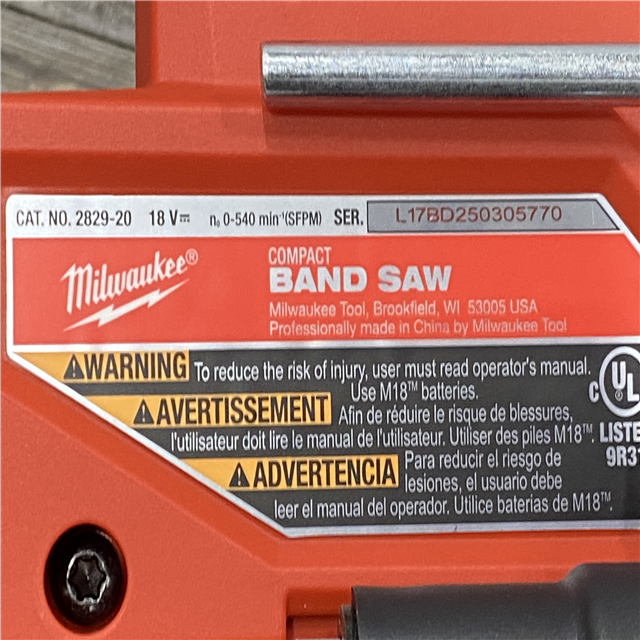 CAT. NO. 2829-20 18 V⎓ n₀ 0-540 min⁻¹(SFPM) SER. L17BD250305770
Milwaukee®
COMPACT
BAND SAW
Milwaukee Tool, Brookfield, WI 53005 USA
Professionally made in China by Milwaukee Tool
⚠WARNING To reduce the risk of injury, user must read operator's manual.
Use M18™ batteries.
⚠AVERTISSEMENT Afin de réduire le risque de blessures,
l'utilisateur doit lire le manual de l'utilisateur. Utiliser des piles M18™.
⚠ADVERTENCIA Para reducir el riesgo de
lesiones, el usuario debe
leer el manual del operador. Utilice baterias de M18™.
C UL
LISTE
9R31